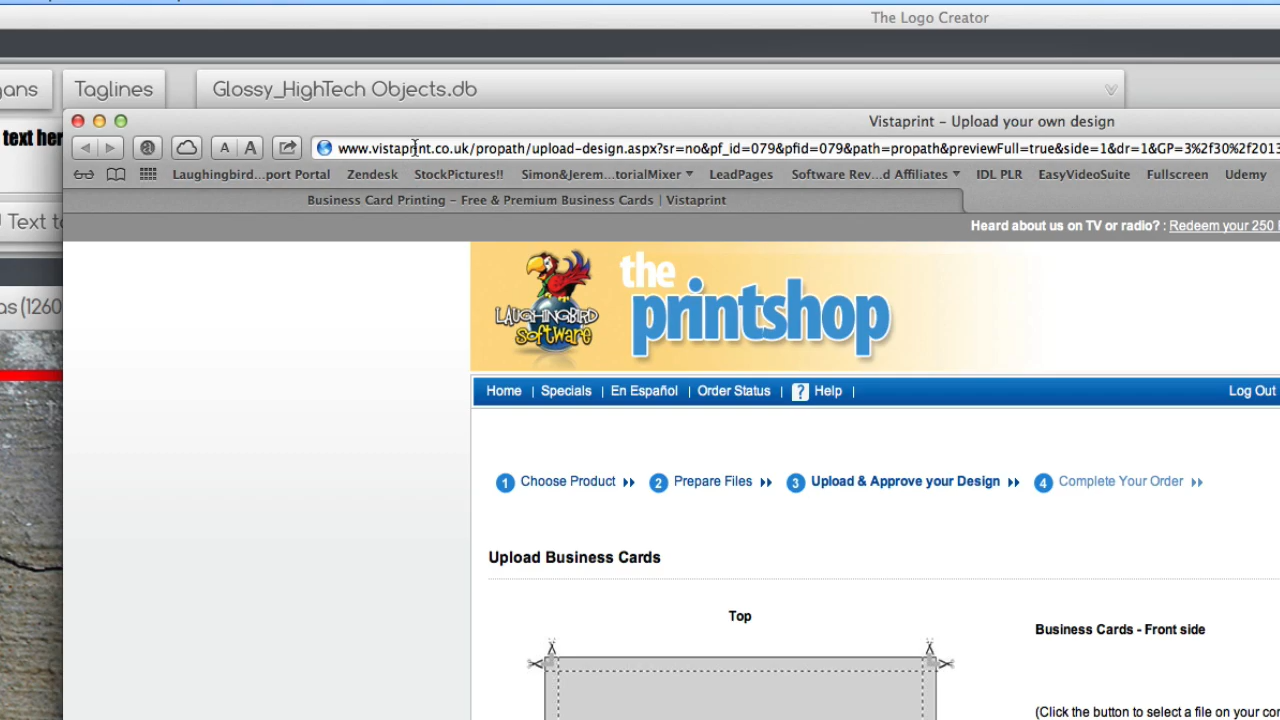 The Logo Creator
Taglines
Glossy_HighTech Objects.db
text her
Vistaprint – Upload your own design
A A
www.vistaprint.co.uk/propath/upload-design.aspx?sr=no&pf_id=079&pfid=079&path=propath&previewFull=true&side=1&dr=1&GP=3%2f30%2f2013
Laughingbird...port Portal Zendesk StockPictures!! Simon&Jerem...torialMixer LeadPages Software Rev...d Affiliates IDL PLR EasyVideoSuite Fullscreen Udemy
Business Card Printing – Free & Premium Business Cards | Vistaprint
Text
Heard about us on TV or radio? : Redeem your 250
the
printshop
LAUGHINGBIRD
software
(1260
Home | Specials | En Español | Order Status | ? Help |
Log Out
1 Choose Product 2 Prepare Files 3 Upload & Approve your Design 4 Complete Your Order
Upload Business Cards
Top
Business Cards - Front side
(Click the button to select a file on your